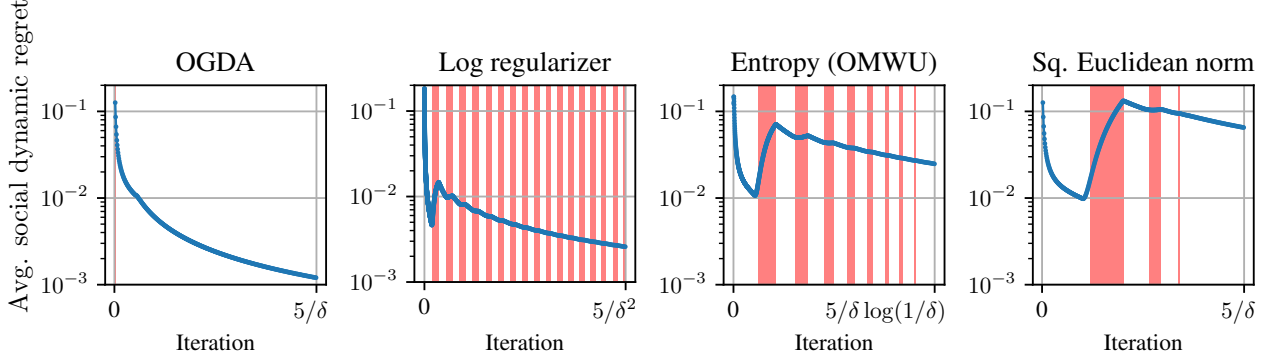 Avg. social dynamic regret
OGDA
10⁻¹
10⁻²
10⁻³
0
5/δ
Iteration
Log regularizer
10⁻¹
10⁻²
10⁻³
0
5/δ²
Iteration
Entropy (OMWU)
10⁻¹
10⁻²
10⁻³
0
5/δ log(1/δ)
Iteration
Sq. Euclidean norm
10⁻¹
10⁻²
10⁻³
0
5/δ
Iteration